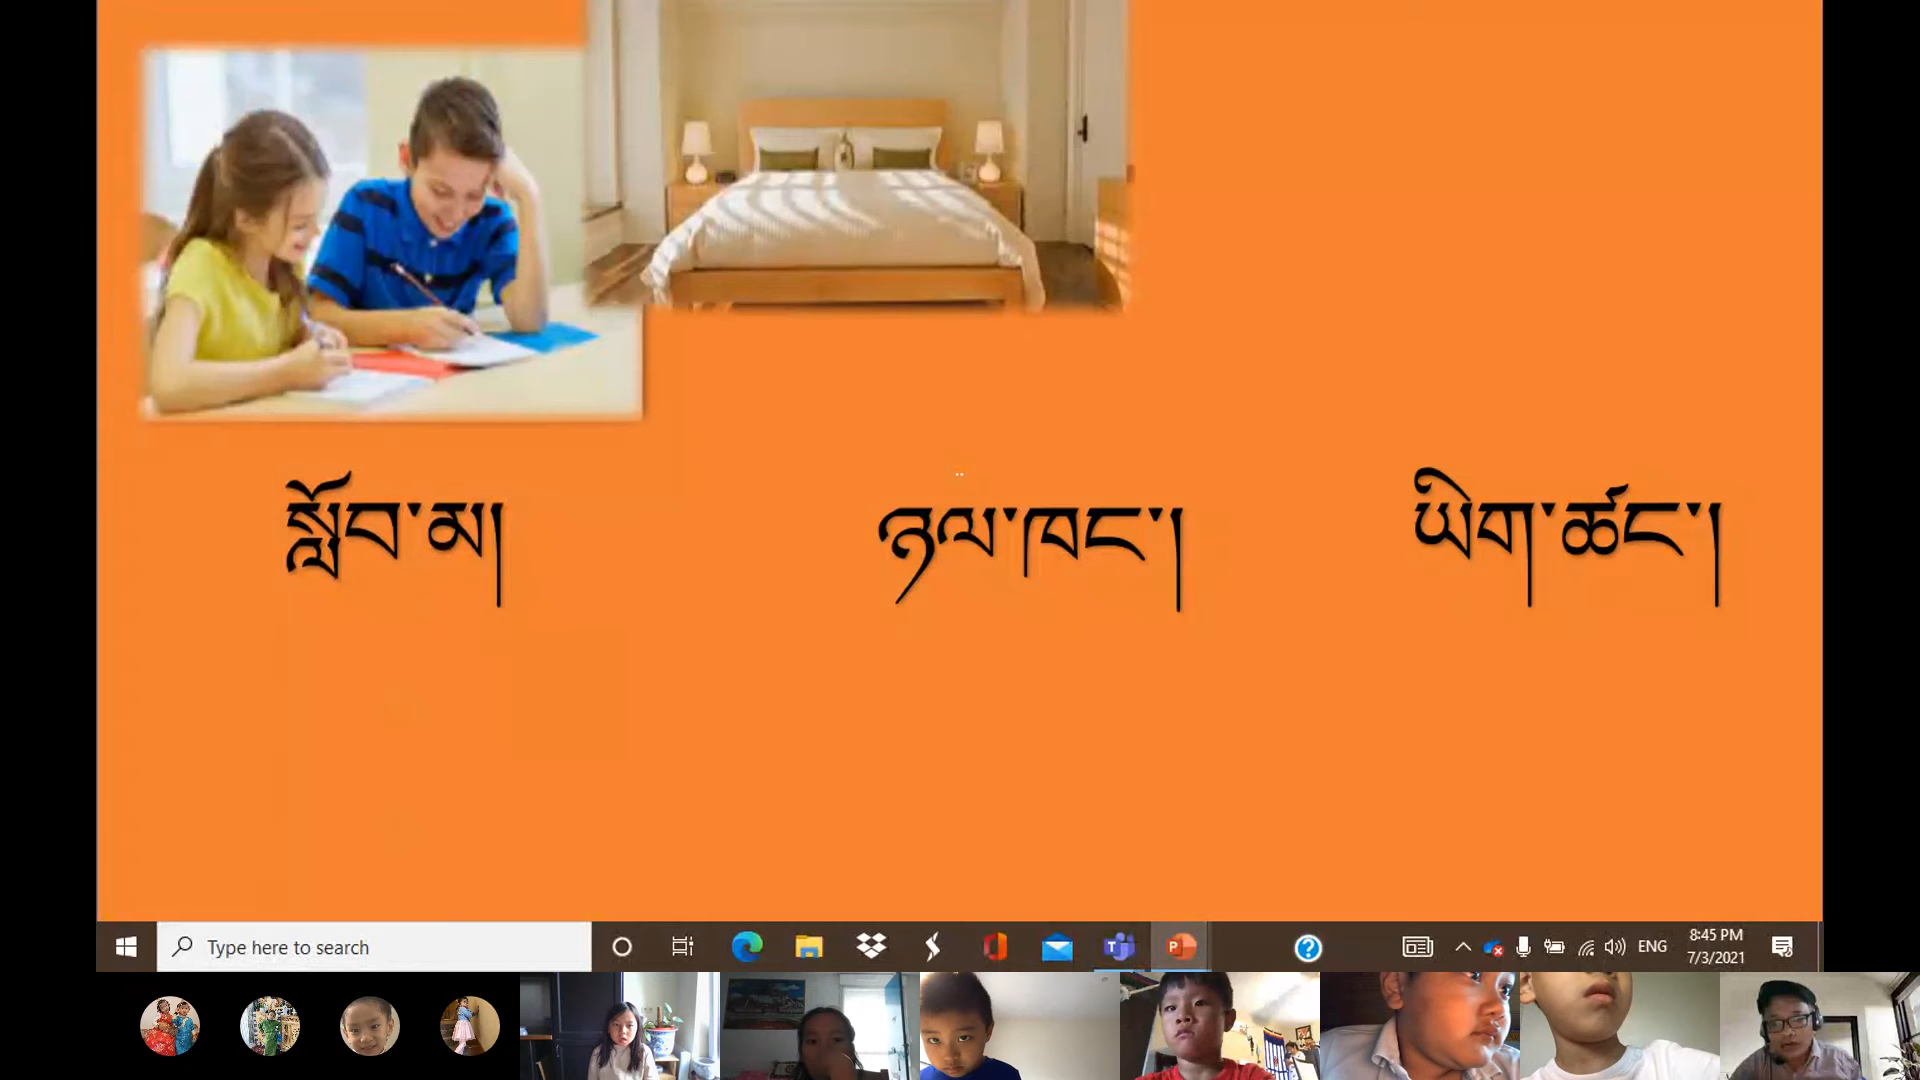 སློབ་མ།
ཉལ་ཁང་།
ཡིག་ཚང་།
Type here to search
ENG
8:45 PM
7/3/2021